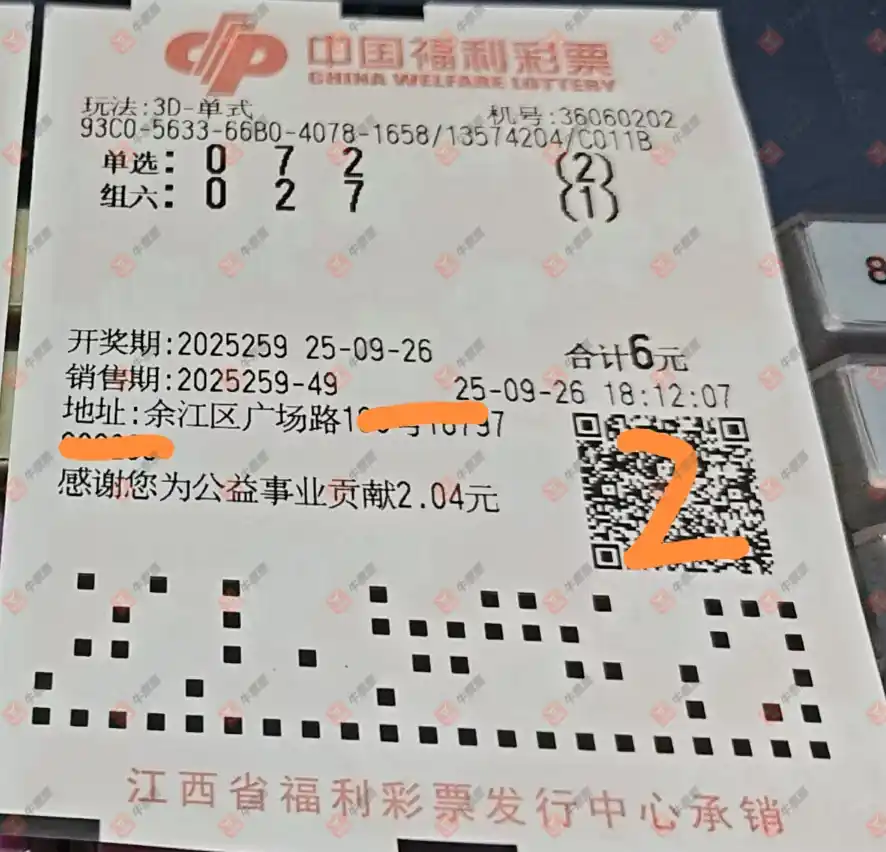 中国福利彩票
CHINA WELFARE LOTTERY
玩法:3D-单式 机号:36060202
93C0-5633-66B0-4078-1658/13574204/C011B
单选: 0 7 2 (2)
组六: 0 2 7 (1)
开奖期:2025259 25-09-26 合计6元
销售期:2025259-49 25-09-26 18:12:07
地址:余江区广场路1
感谢您为公益事业贡献2.04元
2
江西省福利彩票发行中心承销
8